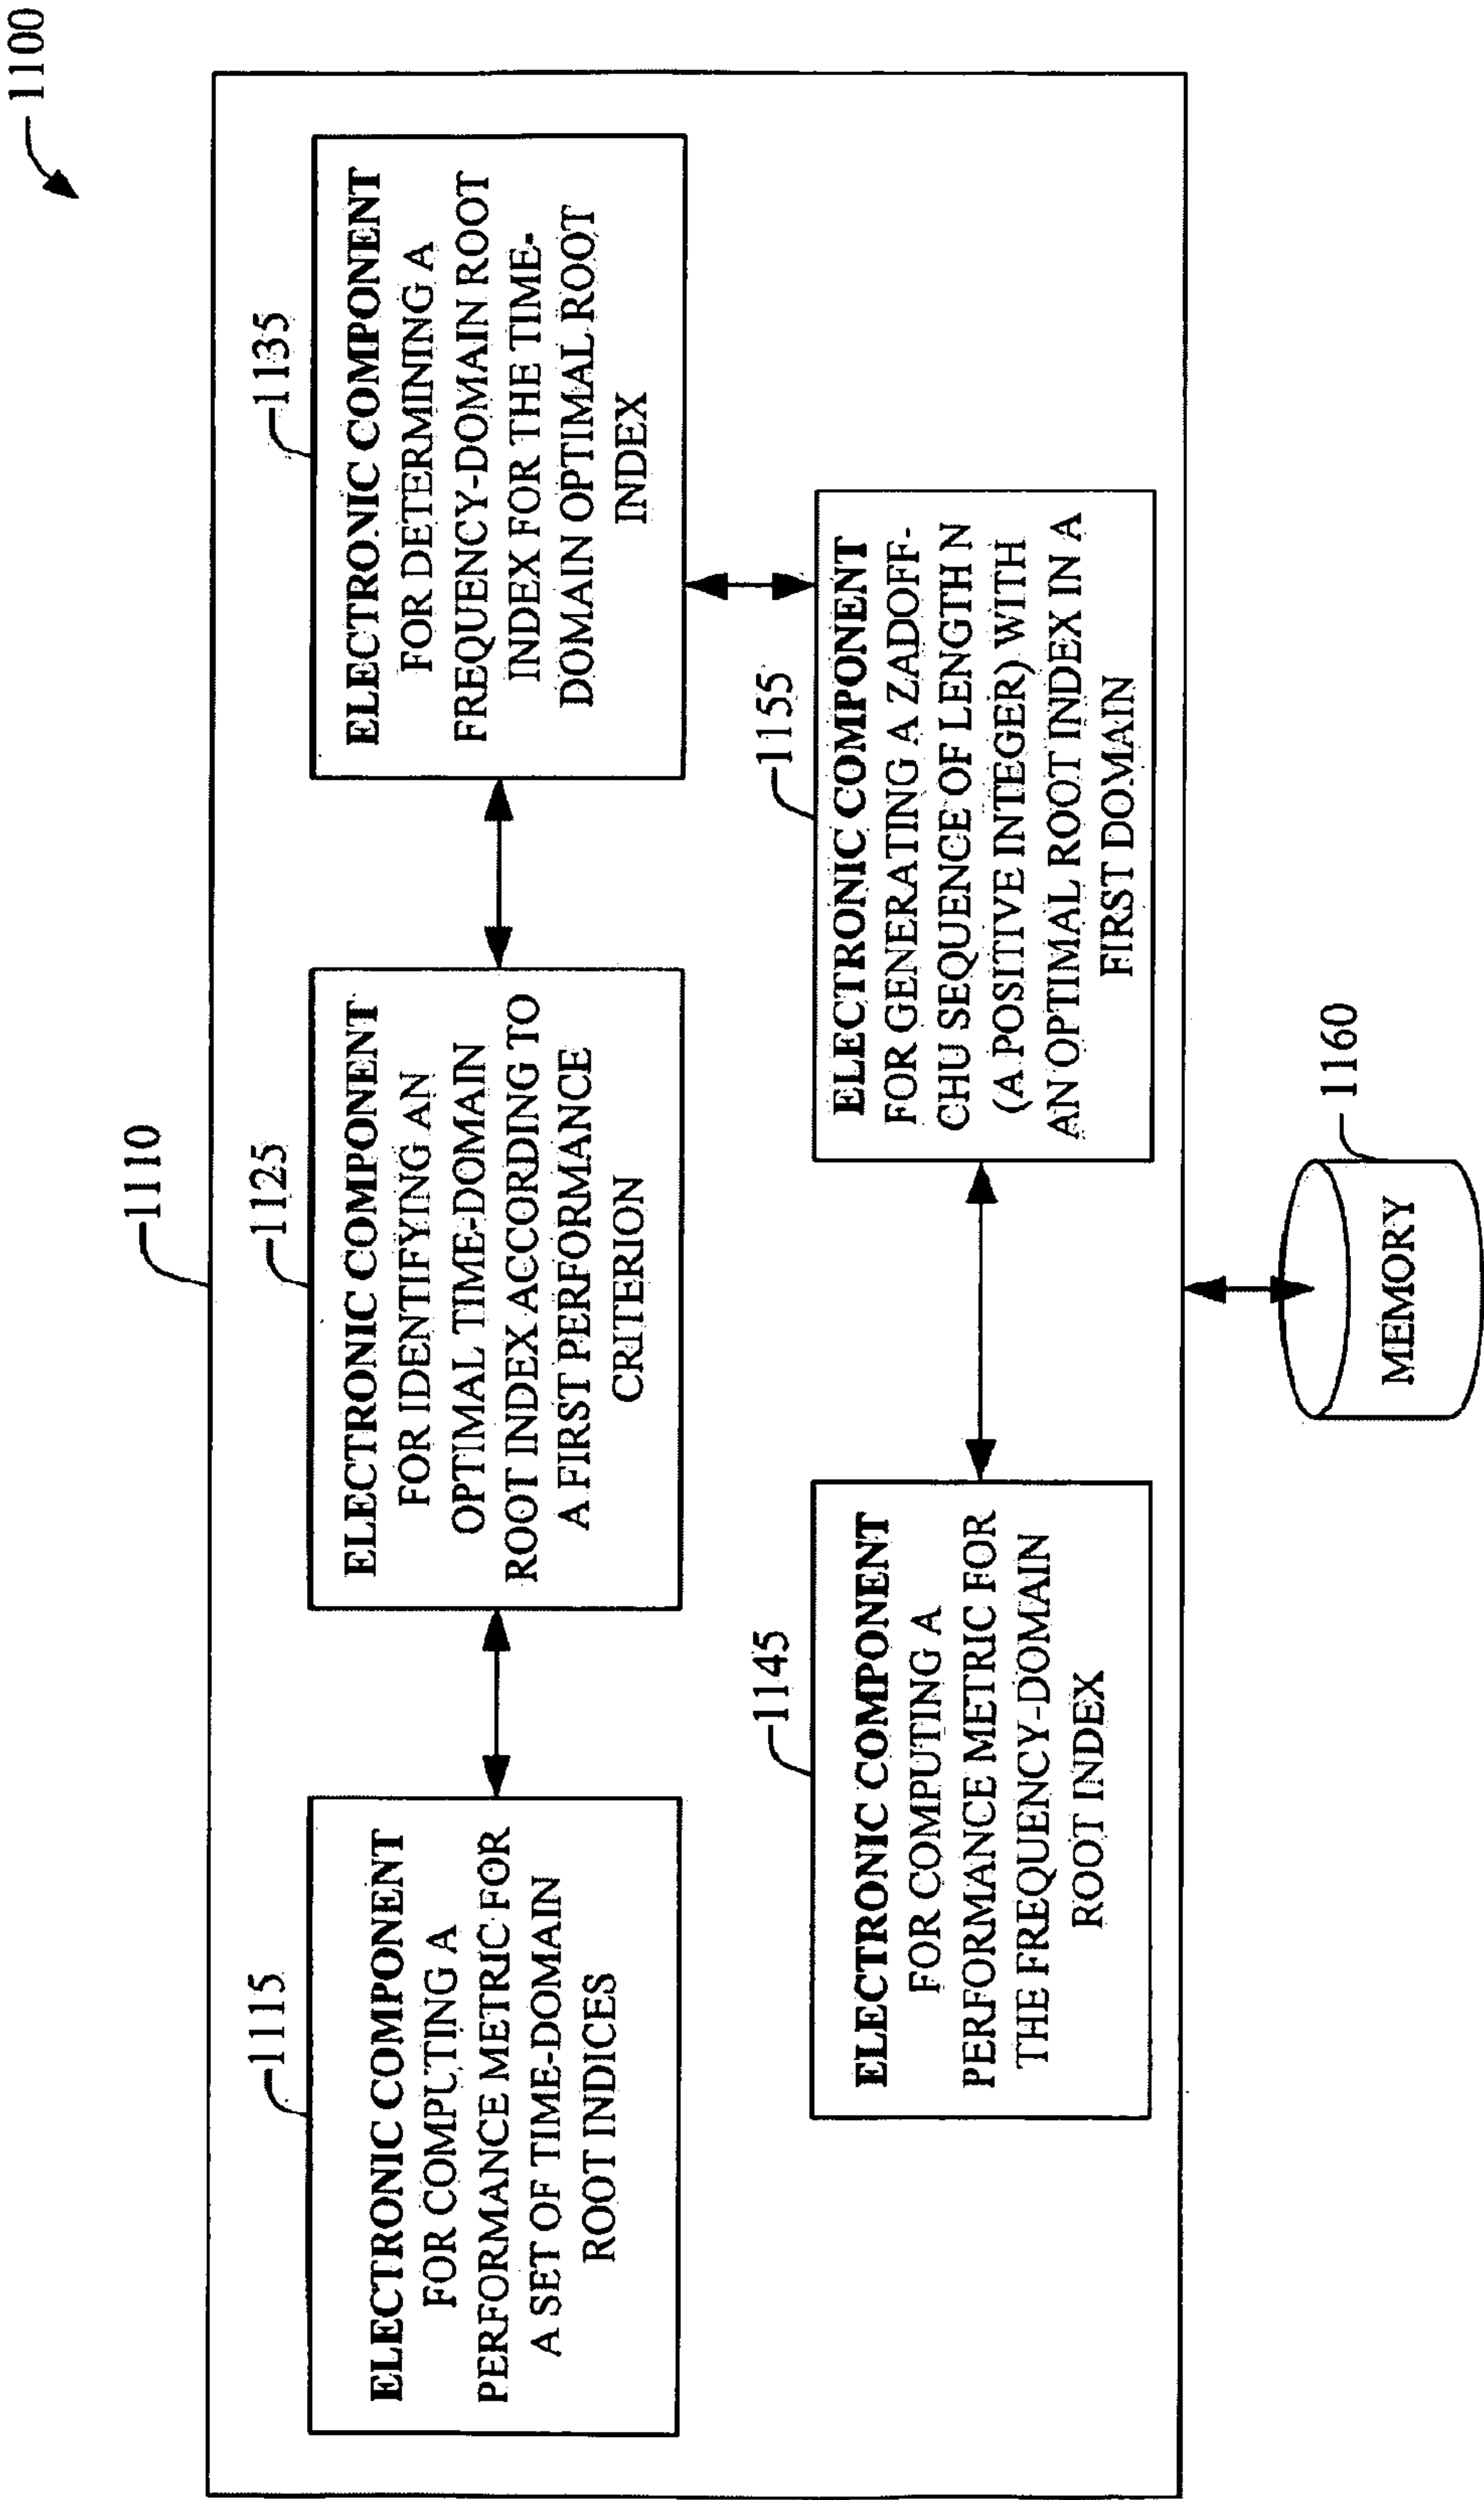 1100
1110
1115
ELECTRONIC COMPONENT
FOR COMPUTING A
PERFORMANCE METRIC FOR
A SET OF TIME-DOMAIN
ROOT INDICES
1125
ELECTRONIC COMPONENT
FOR IDENTIFYING AN
OPTIMAL TIME-DOMAIN
ROOT INDEX ACCORDING TO
A FIRST PERFORMANCE
CRITERION
1135
ELECTRONIC COMPONENT
FOR DETERMINING A
FREQUENCY-DOMAIN ROOT
INDEX FOR THE TIME-
DOMAIN OPTIMAL ROOT
INDEX
1145
ELECTRONIC COMPONENT
FOR COMPUTING A
PERFORMANCE METRIC FOR
THE FREQUENCY-DOMAIN
ROOT INDEX
1155
ELECTRONIC COMPONENT
FOR GENERATING A ZADOFF-
CHU SEQUENCE OF LENGTH N
(A POSITIVE INTEGER) WITH
AN OPTIMAL ROOT INDEX IN A
FIRST DOMAIN
1160
MEMORY